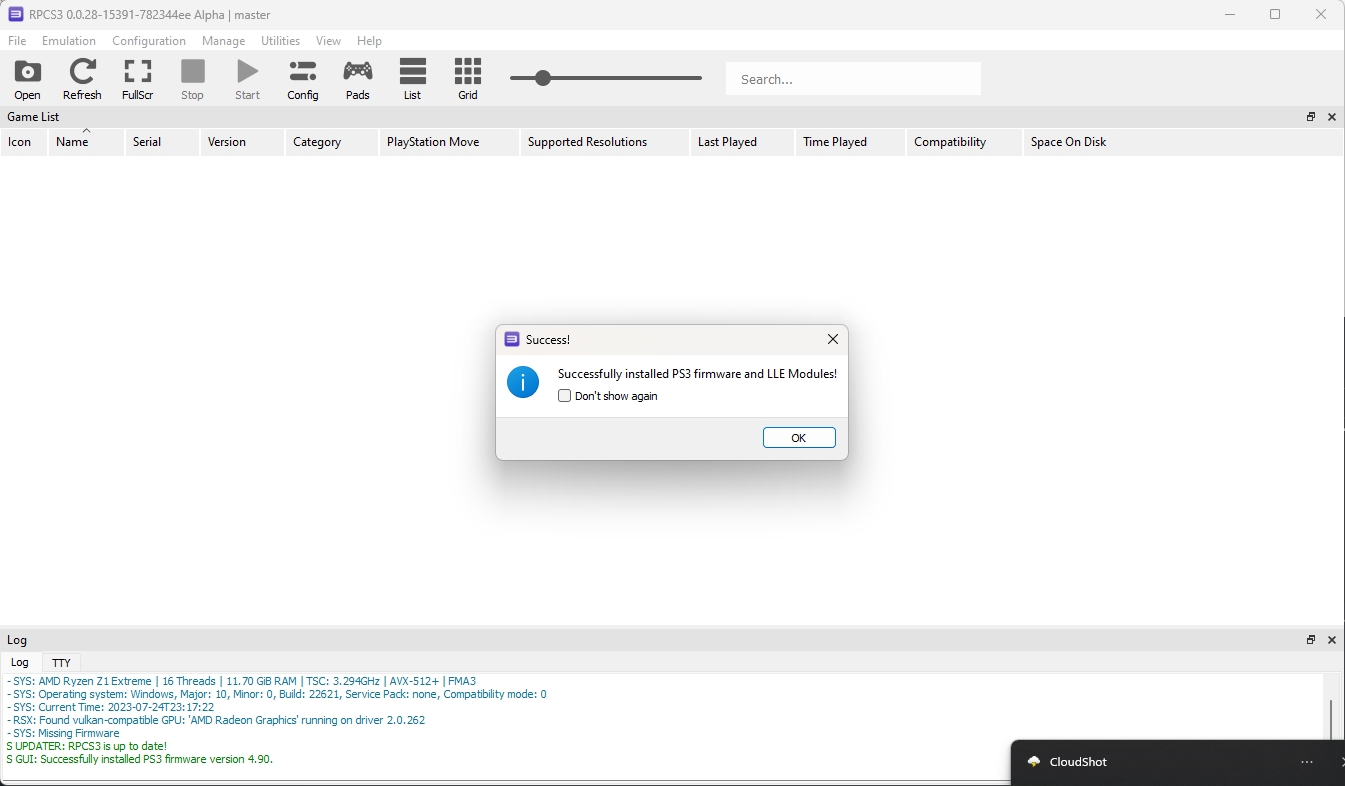 RPCS3 0.0.28-15391-782344ee Alpha | master
File Emulation Configuration Manage Utilities View Help
Open Refresh FullScr Stop Start Config Pads List Grid Search...
Game List
Icon Name Serial Version Category PlayStation Move Supported Resolutions Last Played Time Played Compatibility Space On Disk
Success!
Successfully installed PS3 firmware and LLE Modules!
Don't show again
OK
Log
Log TTY
- SYS: AMD Ryzen Z1 Extreme | 16 Threads | 11.70 GiB RAM | TSC: 3.294GHz | AVX-512+ | FMA3
- SYS: Operating system: Windows, Major: 10, Minor: 0, Build: 22621, Service Pack: none, Compatibility mode: 0
- SYS: Current Time: 2023-07-24T23:17:22
- RSX: Found vulkan-compatible GPU: 'AMD Radeon Graphics' running on driver 2.0.262
- SYS: Missing Firmware
S UPDATER: RPCS3 is up to date!
S GUI: Successfully installed PS3 firmware version 4.90.
CloudShot